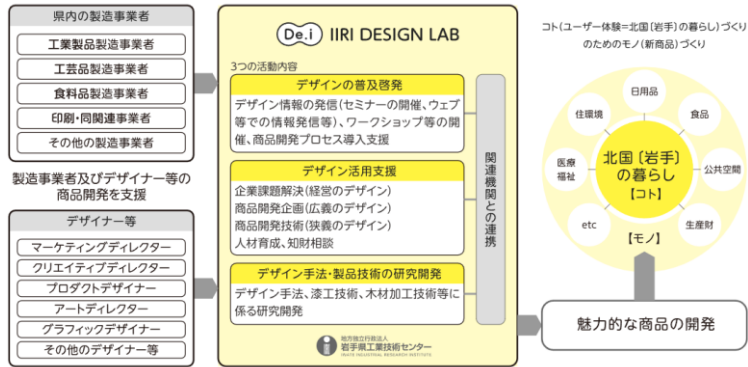 県内の製造事業者
工業製品製造事業者
工芸品製造事業者
食料品製造事業者
印刷・同関連事業者
その他の製造事業者
製造事業者及びデザイナー等の
商品開発を支援
デザイナー等
マーケティングディレクター
クリエイティブディレクター
プロダクトデザイナー
アートディレクター
グラフィックデザイナー
その他のデザイナー等
De.i IIRI DESIGN LAB
3つの活動内容
デザインの普及啓発
デザイン情報の発信(セミナーの開催、ウェブ
等での情報発信等)、ワークショップ等の開
催、商品開発プロセス導入支援
デザイン活用支援
企業課題解決(経営のデザイン)
商品開発企画(広義のデザイン)
商品開発技術(狭義のデザイン)
人材育成、知財相談
デザイン手法・製品技術の研究開発
デザイン手法、漆工技術、木材加工技術等に
係る研究開発
関連機関との連携
地方独立行政法人
岩手県工業技術センター
IWATE INDUSTRIAL RESEARCH INSTITUTE
コト(ユーザー体験=北国〔岩手〕の暮らし)づくり
のためのモノ(新商品)づくり
日用品
食品
公共空間
生産財
【モノ】
etc
医療
福祉
住環境
北国〔岩手〕
の暮らし
【コト】
魅力的な商品の開発